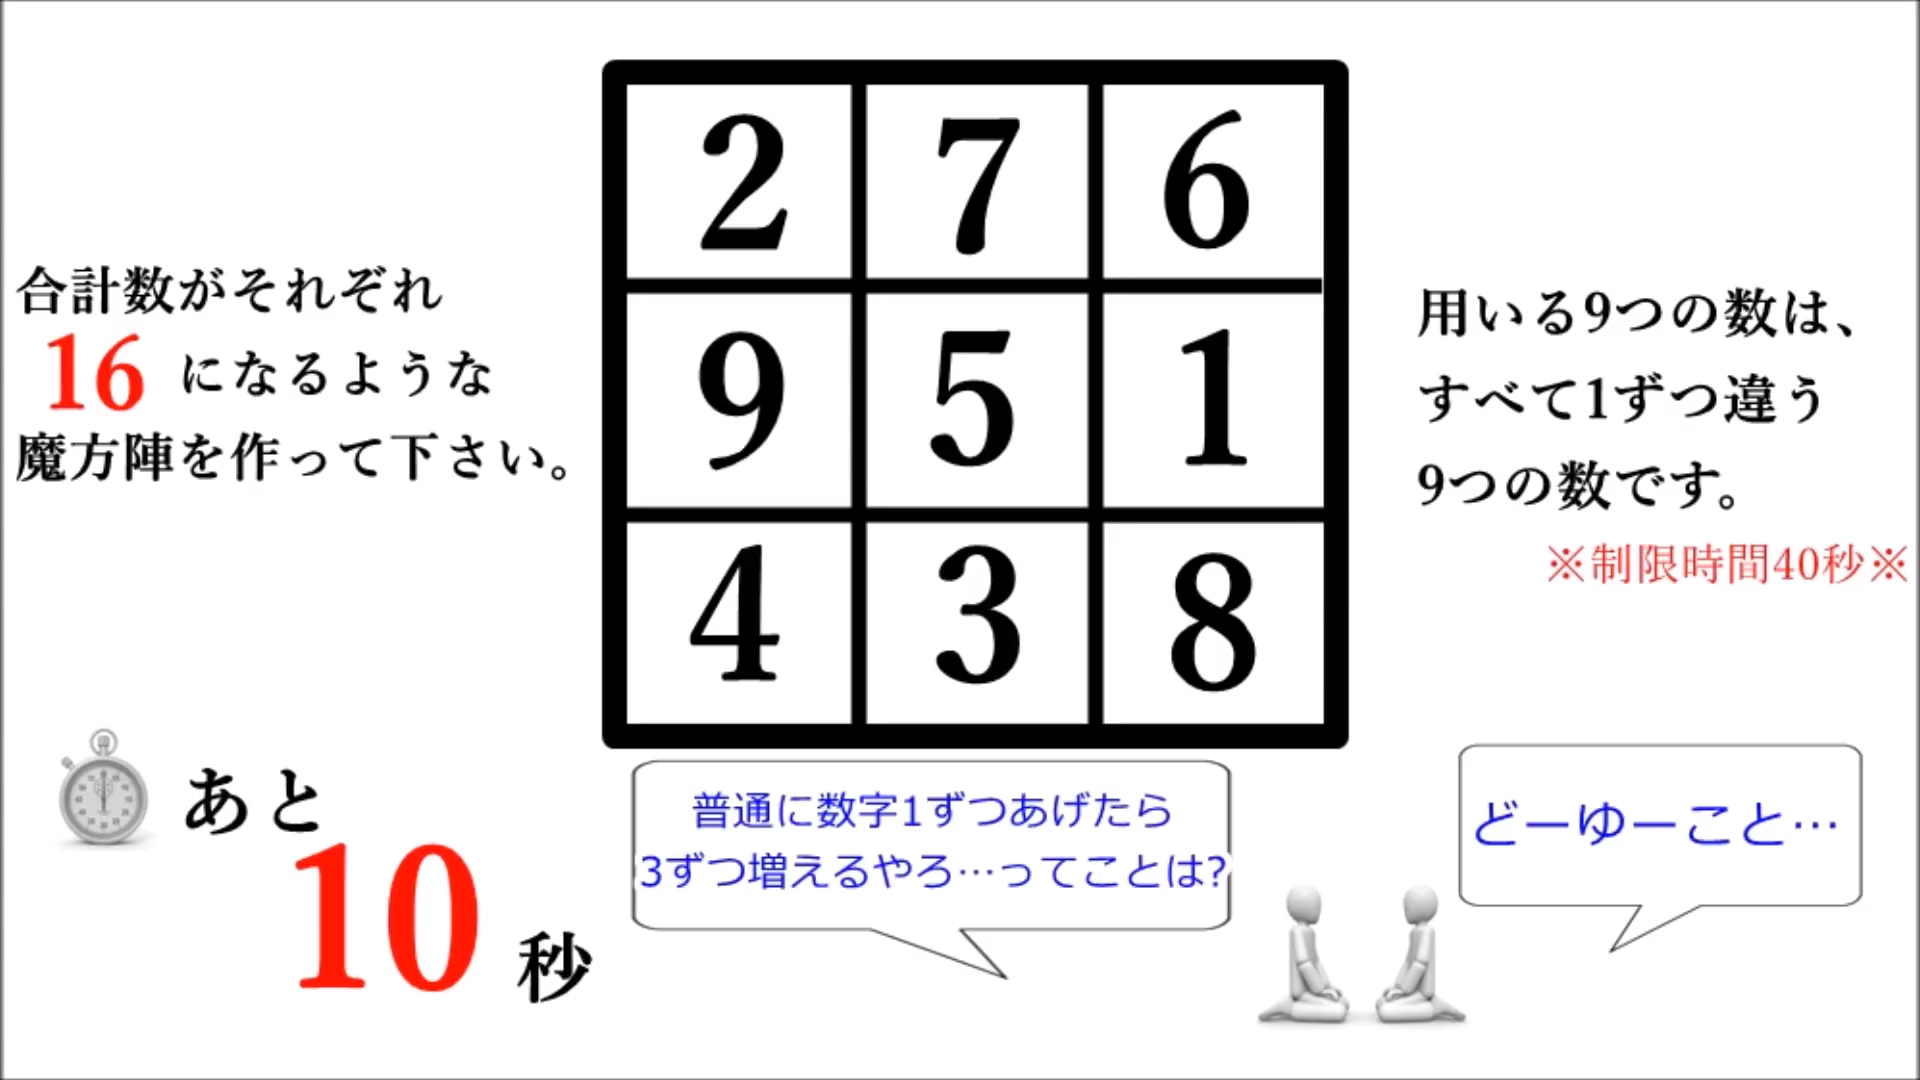 合計数がそれぞれ
16 になるような
魔方陣を作って下さい。
2 7 6
9 5 1
4 3 8
用いる9つの数は、
すべて1ずつ違う
9つの数です。
※制限時間40秒※
あと
10 秒
普通に数字1ずつあげたら
3ずつ増えるやろ…ってことは?
どーゆーこと…